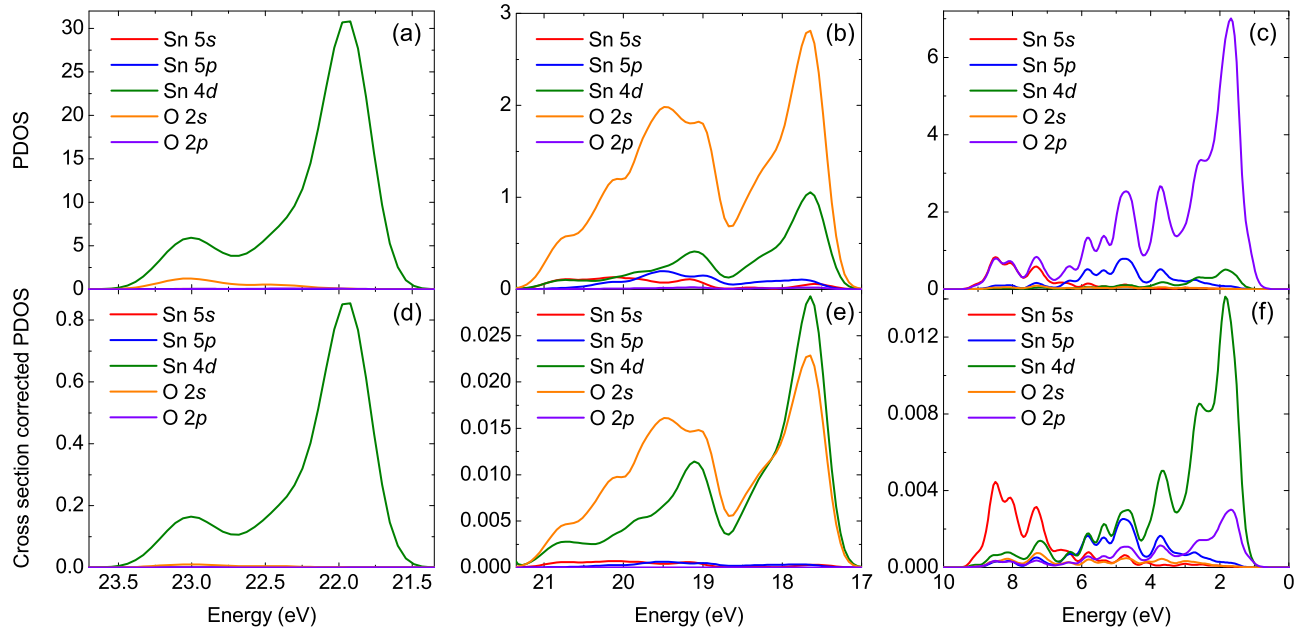 (a)
Sn 5s
Sn 5p
Sn 4d
O 2s
O 2p
30
25
20
15
10
5
0
PDOS
(b)
Sn 5s
Sn 5p
Sn 4d
O 2s
O 2p
3
2
1
0
(c)
Sn 5s
Sn 5p
Sn 4d
O 2s
O 2p
6
4
2
0
(d)
Sn 5s
Sn 5p
Sn 4d
O 2s
O 2p
0.8
0.6
0.4
0.2
0.0
Cross section corrected PDOS
23.5 23.0 22.5 22.0 21.5
Energy (eV)
(e)
Sn 5s
Sn 5p
Sn 4d
O 2s
O 2p
0.025
0.020
0.015
0.010
0.005
0.000
21 20 19 18 17
Energy (eV)
(f)
Sn 5s
Sn 5p
Sn 4d
O 2s
O 2p
0.012
0.008
0.004
0.000
10 8 6 4 2 0
Energy (eV)